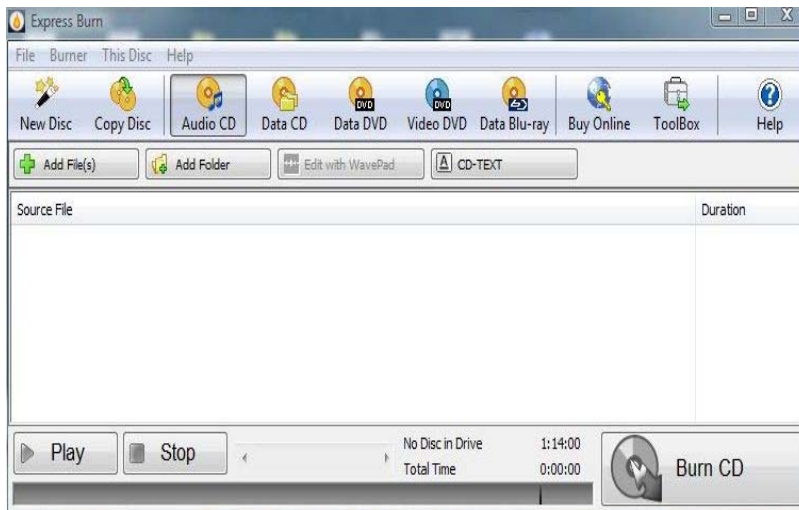 Express Burn
File Burner This Disc Help
New Disc Copy Disc Audio CD Data CD Data DVD Video DVD Data Blu-ray Buy Online ToolBox Help
Add File(s) Add Folder Edit with WavePad CD-TEXT
Source File Duration
Play Stop
No Disc in Drive 1:14:00
Total Time 0:00:00
Burn CD